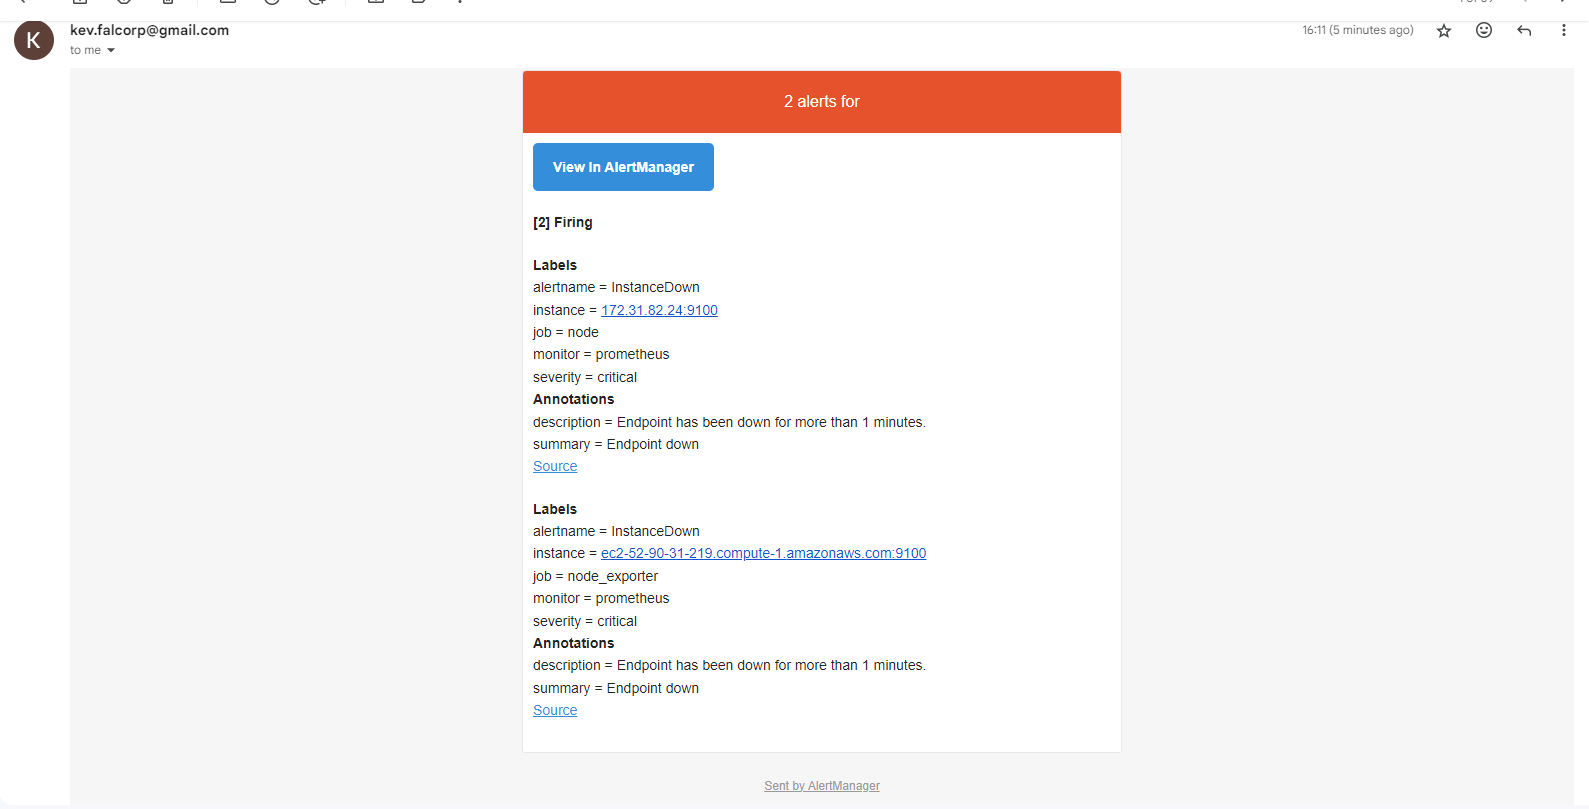 kev.falcorp@gmail.com
16:11 (5 minutes ago)
to me
K
2 alerts for
View In AlertManager
[2] Firing
Labels
alertname = InstanceDown
instance = 172.31.82.24:9100
job = node
monitor = prometheus
severity = critical
Annotations
description = Endpoint has been down for more than 1 minutes.
summary = Endpoint down
Source
Labels
alertname = InstanceDown
instance = ec2-52-90-31-219.compute-1.amazonaws.com:9100
job = node_exporter
monitor = prometheus
severity = critical
Annotations
description = Endpoint has been down for more than 1 minutes.
summary = Endpoint down
Source
Sent by AlertManager